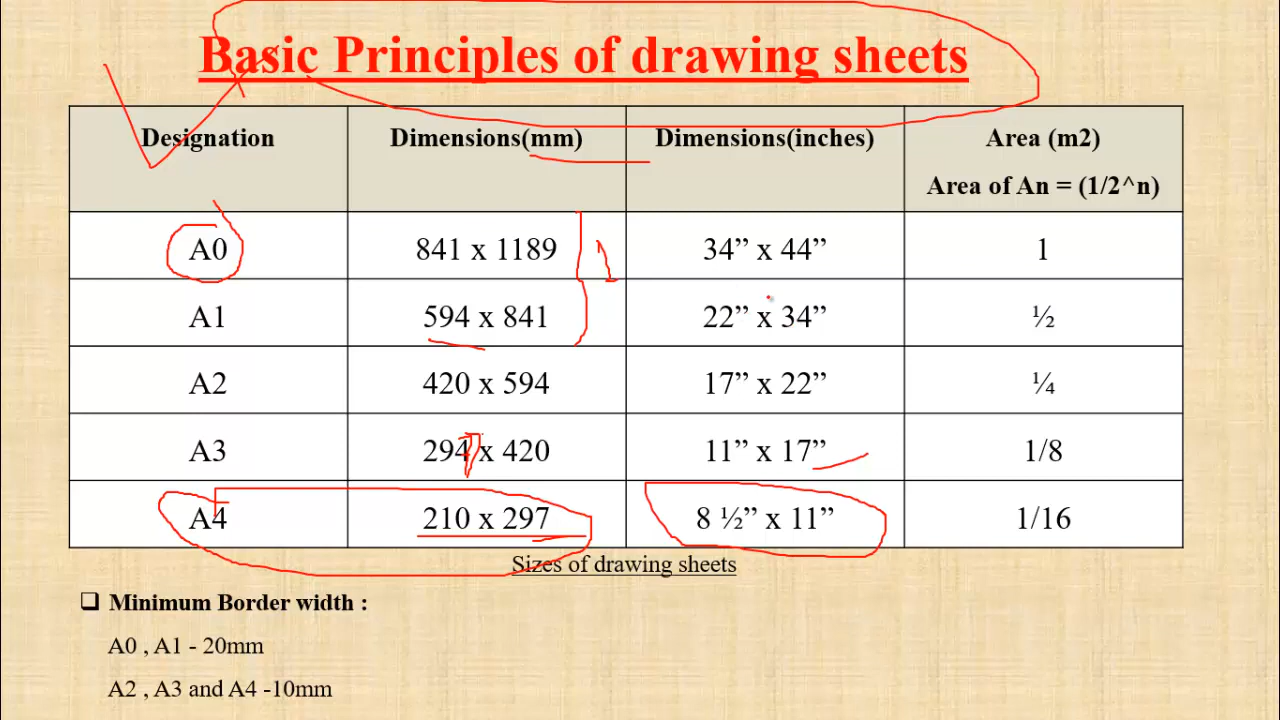 Basic Principles of drawing sheets
Designation Dimensions(mm) Dimensions(inches) Area (m2)
Area of An = (1/2^n)
A0 841 x 1189 34” x 44” 1
A1 594 x 841 22” x 34” ½
A2 420 x 594 17” x 22” ¼
A3 294 x 420 11” x 17” 1/8
A4 210 x 297 8 ½” x 11” 1/16
Sizes of drawing sheets
❑ Minimum Border width :
A0 , A1 - 20mm
A2 , A3 and A4 -10mm